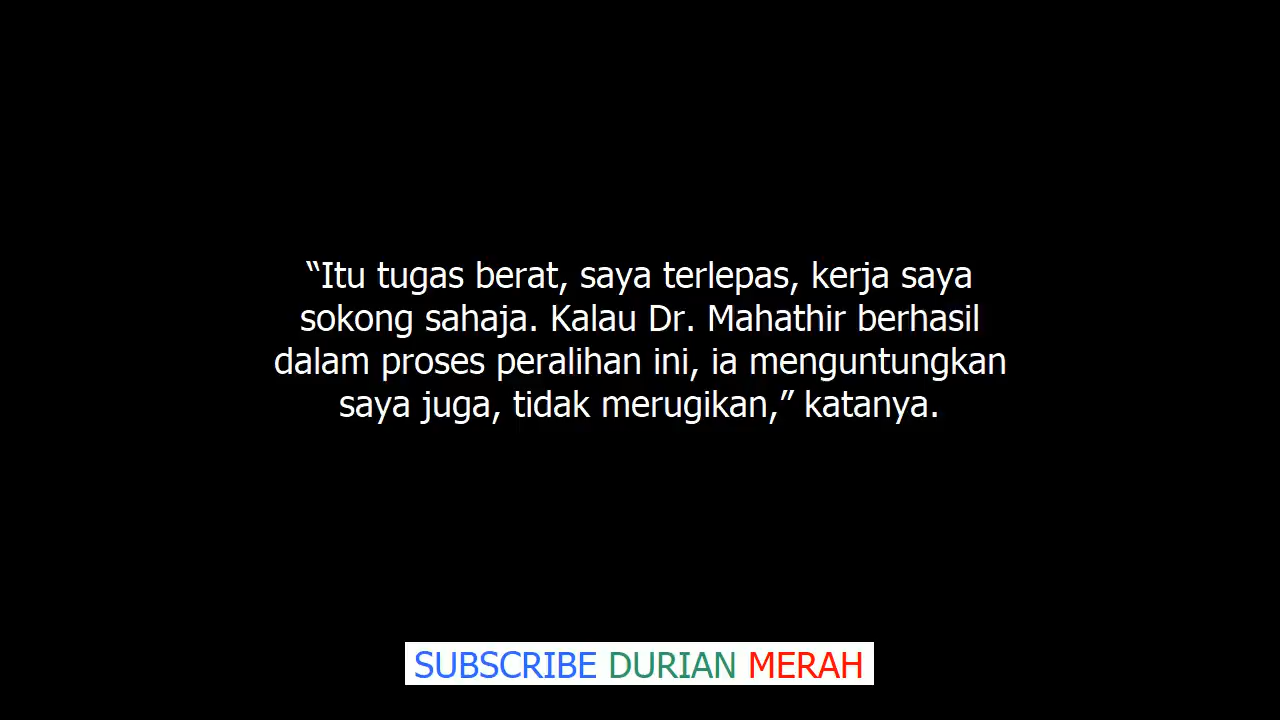 “Itu tugas berat, saya terlepas, kerja saya
sokong sahaja. Kalau Dr. Mahathir berhasil
dalam proses peralihan ini, ia menguntungkan
saya juga, tidak merugikan,” katanya.
SUBSCRIBE DURIAN MERAH